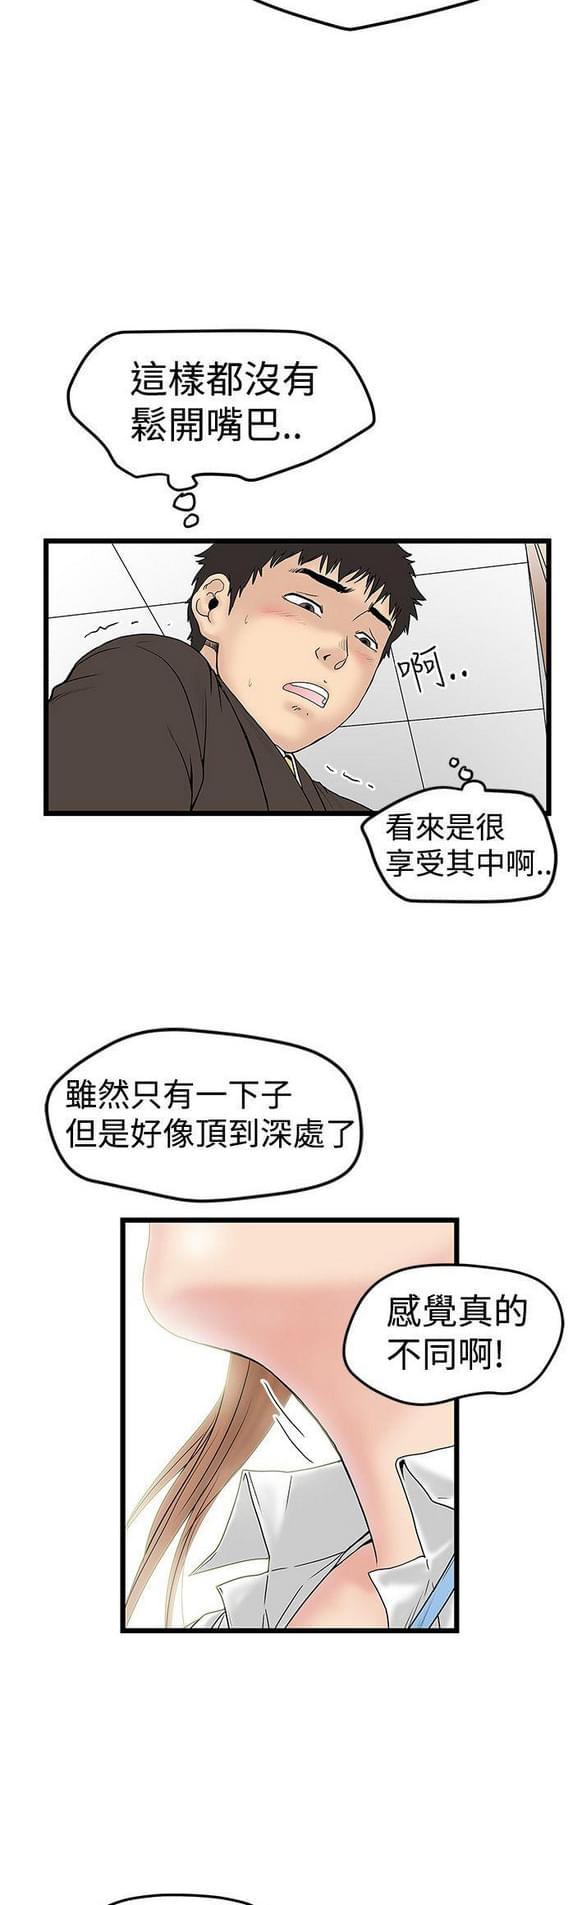 這樣都沒有
鬆開嘴巴..
啊..
看來是很
享受其中啊..
雖然只有一下子
但是好像頂到深處了
感覺真的
不同啊!